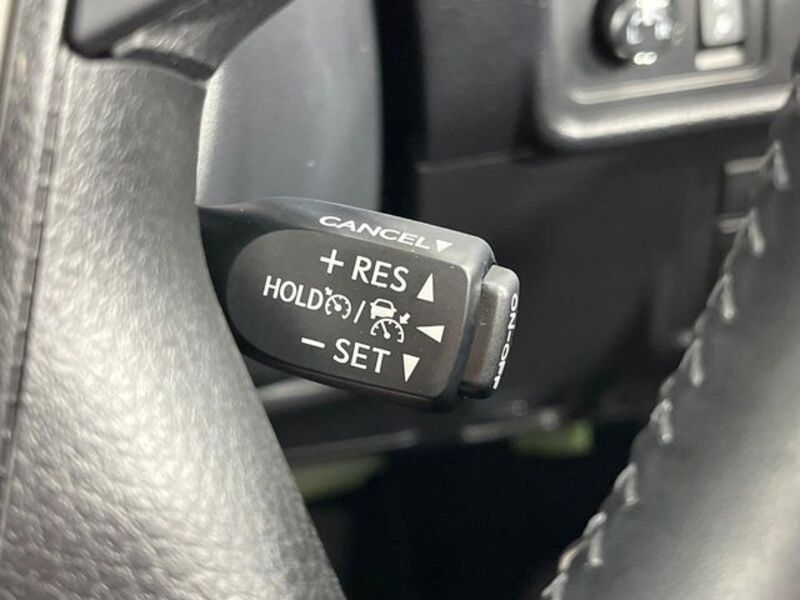 CANCEL▼
+ RES ▲
HOLD /
- SET ▼
ON-OFF